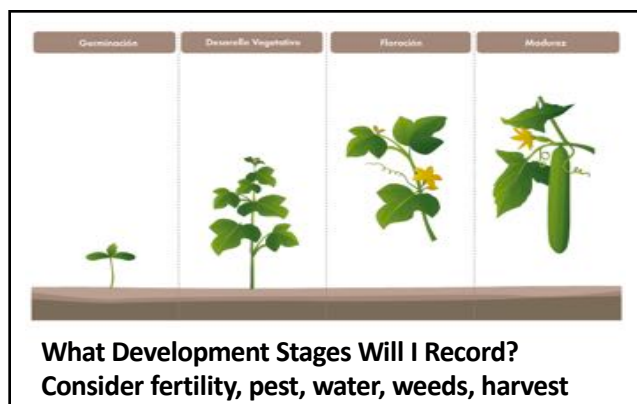 Germinación
Desarrollo Vegetativo
Floración
Madurez
What Development Stages Will I Record?
Consider fertility, pest, water, weeds, harvest